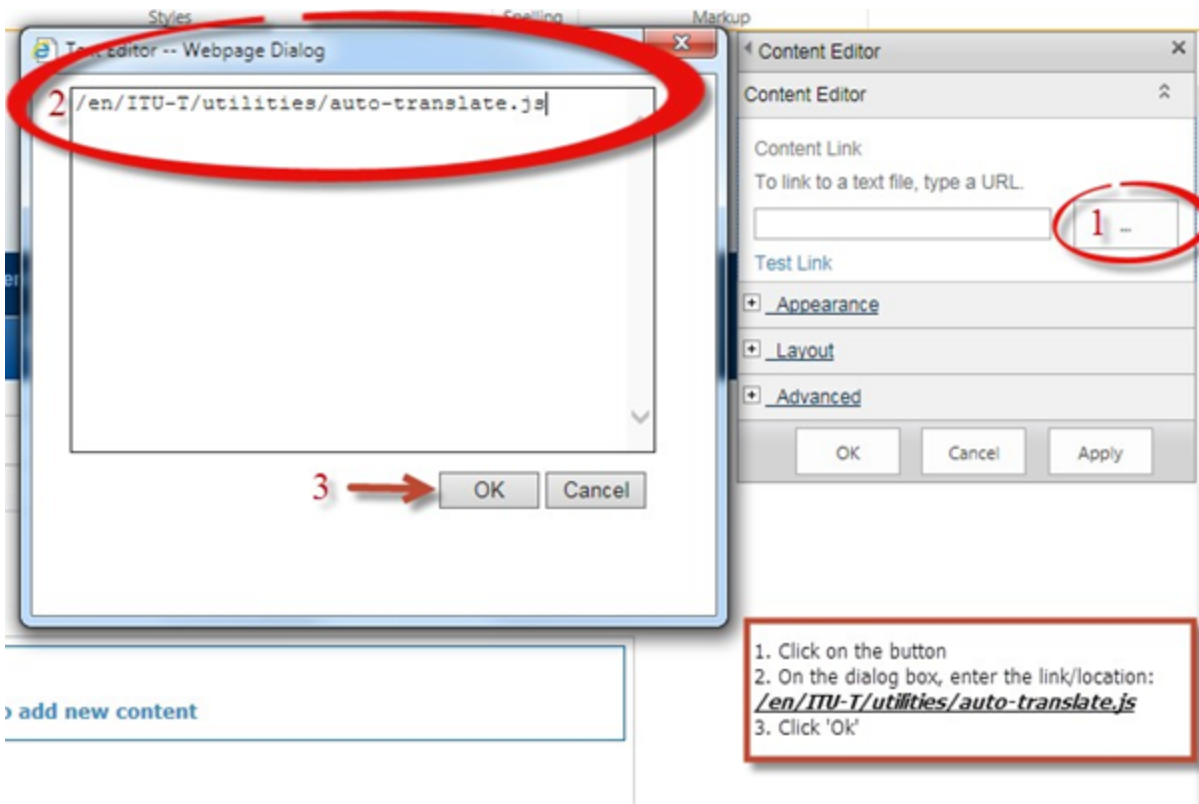 Styles
Spelling
Markup
Text Editor -- Webpage Dialog
2
/en/ITU-T/utilities/auto-translate.js
3
OK
Cancel
Content Editor
Content Editor
Content Link
To link to a text file, type a URL.
1 ...
Test Link
Appearance
Layout
Advanced
OK
Cancel
Apply
add new content
1. Click on the button
2. On the dialog box, enter the link/location:
/en/ITU-T/utilities/auto-translate.js
3. Click 'Ok'